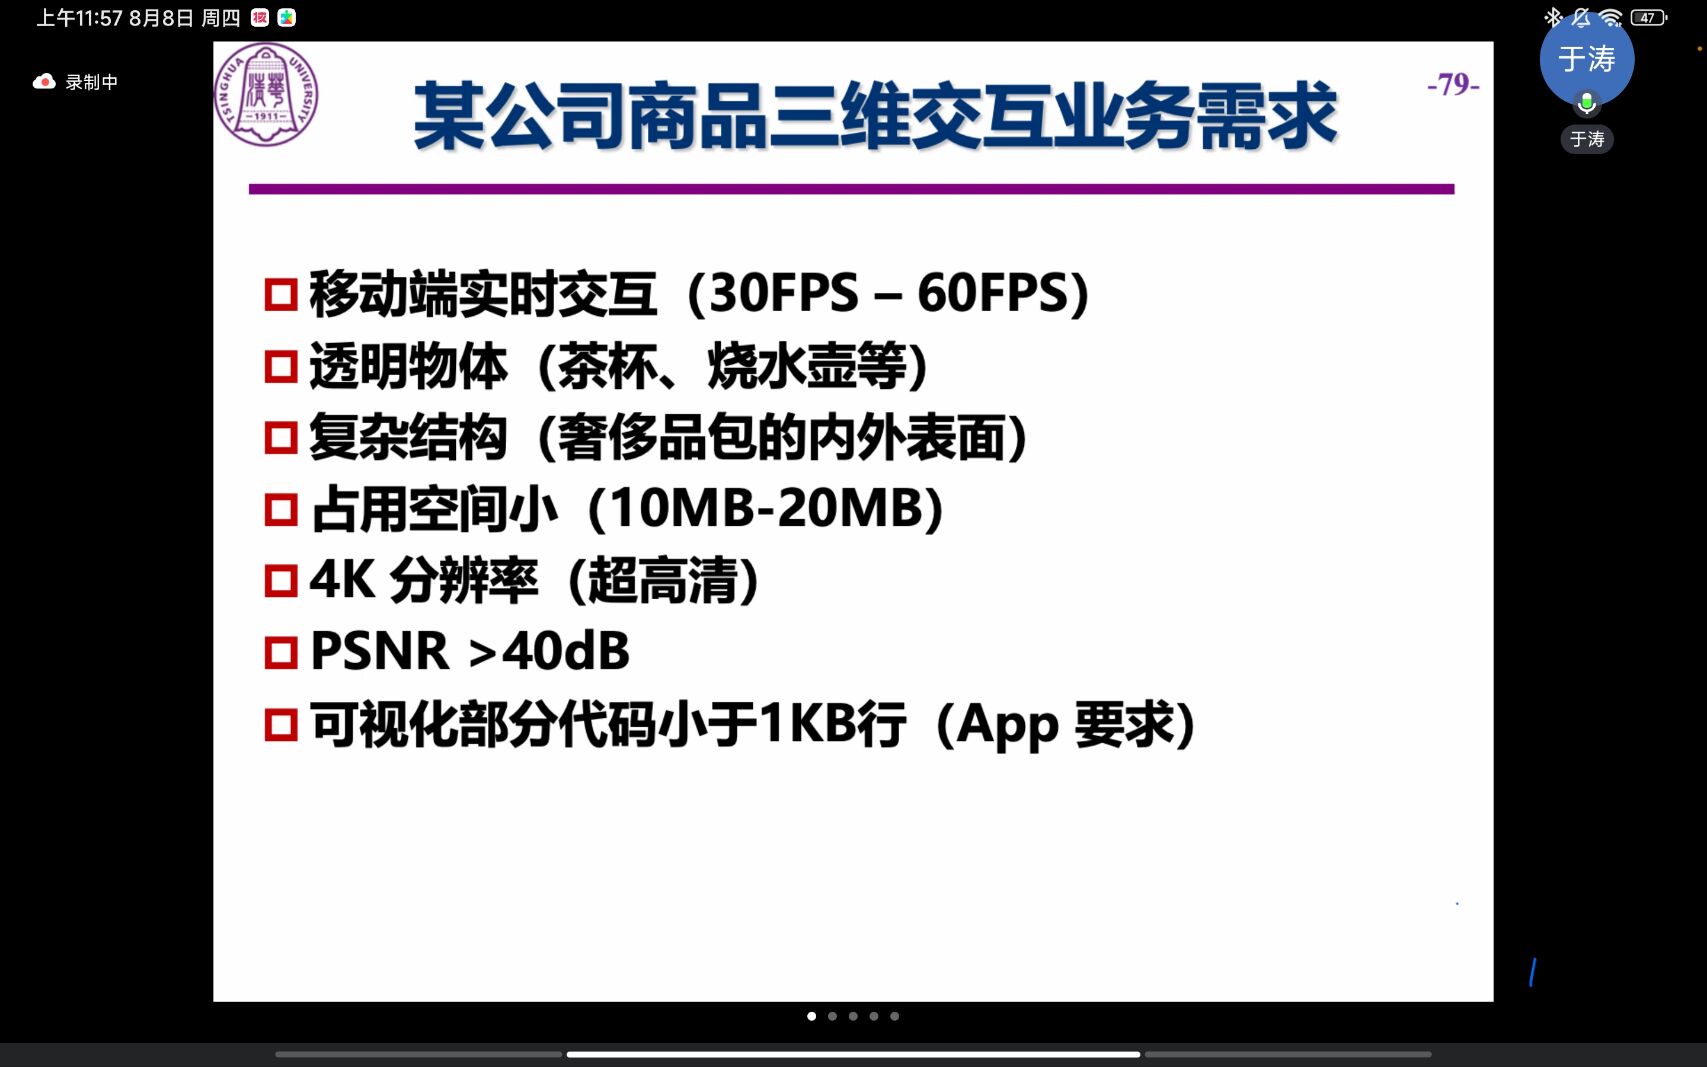 上午11:57 8月8日 周四
47
录制中
TSINGHUA UNIVERSITY
-1911-
某公司商品三维交互业务需求
-79-
于涛
于涛
移动端实时交互（30FPS – 60FPS）
透明物体（茶杯、烧水壶等）
复杂结构（奢侈品包的内外表面）
占用空间小（10MB-20MB）
4K 分辨率（超高清）
PSNR >40dB
可视化部分代码小于1KB行（App 要求）